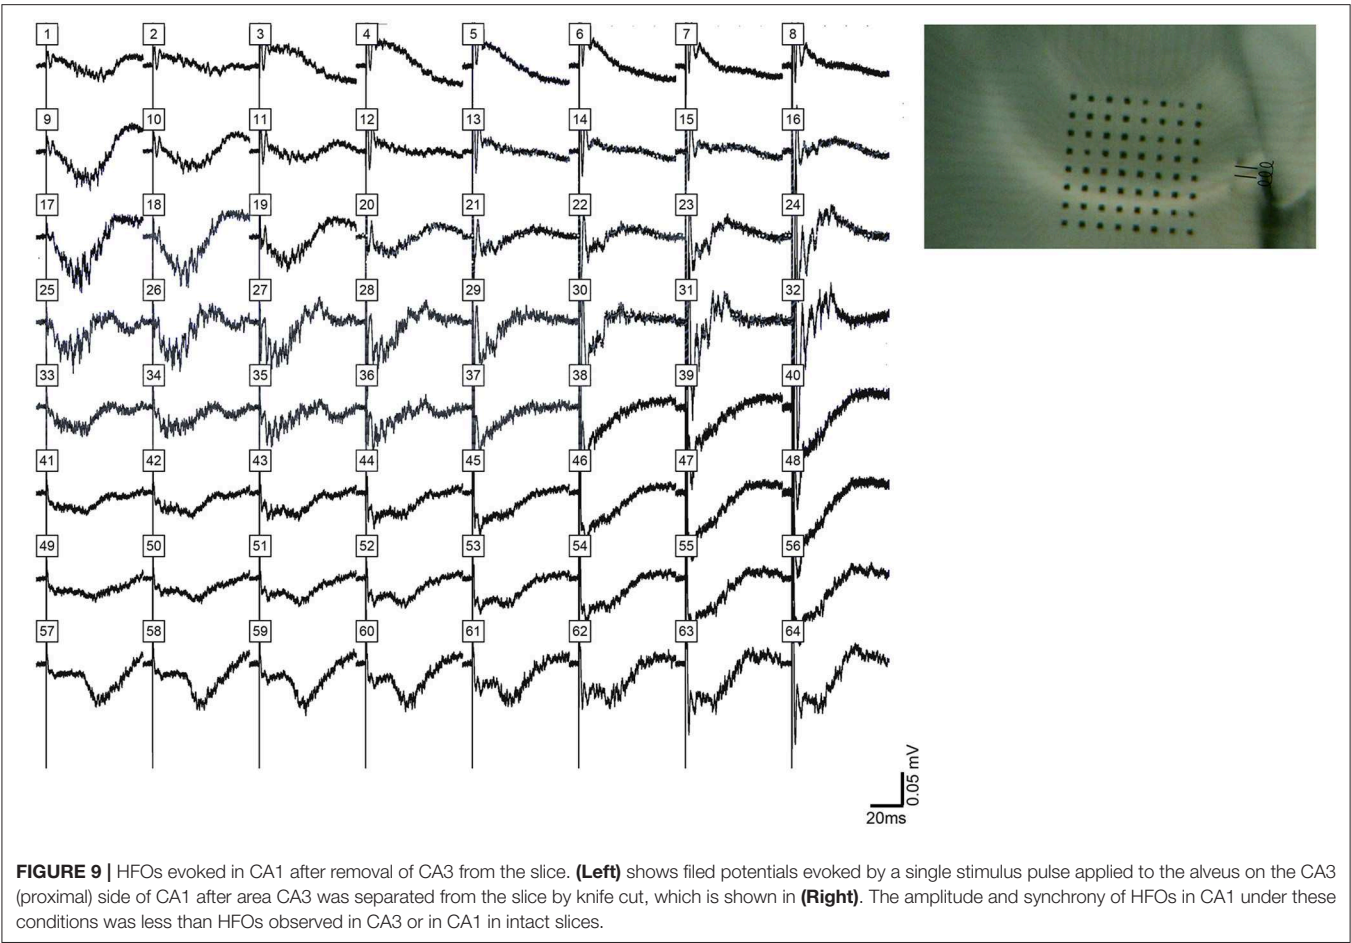 1 2 3 4 5 6 7 8
9 10 11 12 13 14 15 16
17 18 19 20 21 22 23 24
25 26 27 28 29 30 31 32
33 34 35 36 37 38 39 40
41 42 43 44 45 46 47 48
49 50 51 52 53 54 55 56
57 58 59 60 61 62 63 64
0.05 mV
20ms
FIGURE 9 | HFOs evoked in CA1 after removal of CA3 from the slice. (Left) shows filed potentials evoked by a single stimulus pulse applied to the alveus on the CA3
(proximal) side of CA1 after area CA3 was separated from the slice by knife cut, which is shown in (Right). The amplitude and synchrony of HFOs in CA1 under these
conditions was less than HFOs observed in CA3 or in CA1 in intact slices.